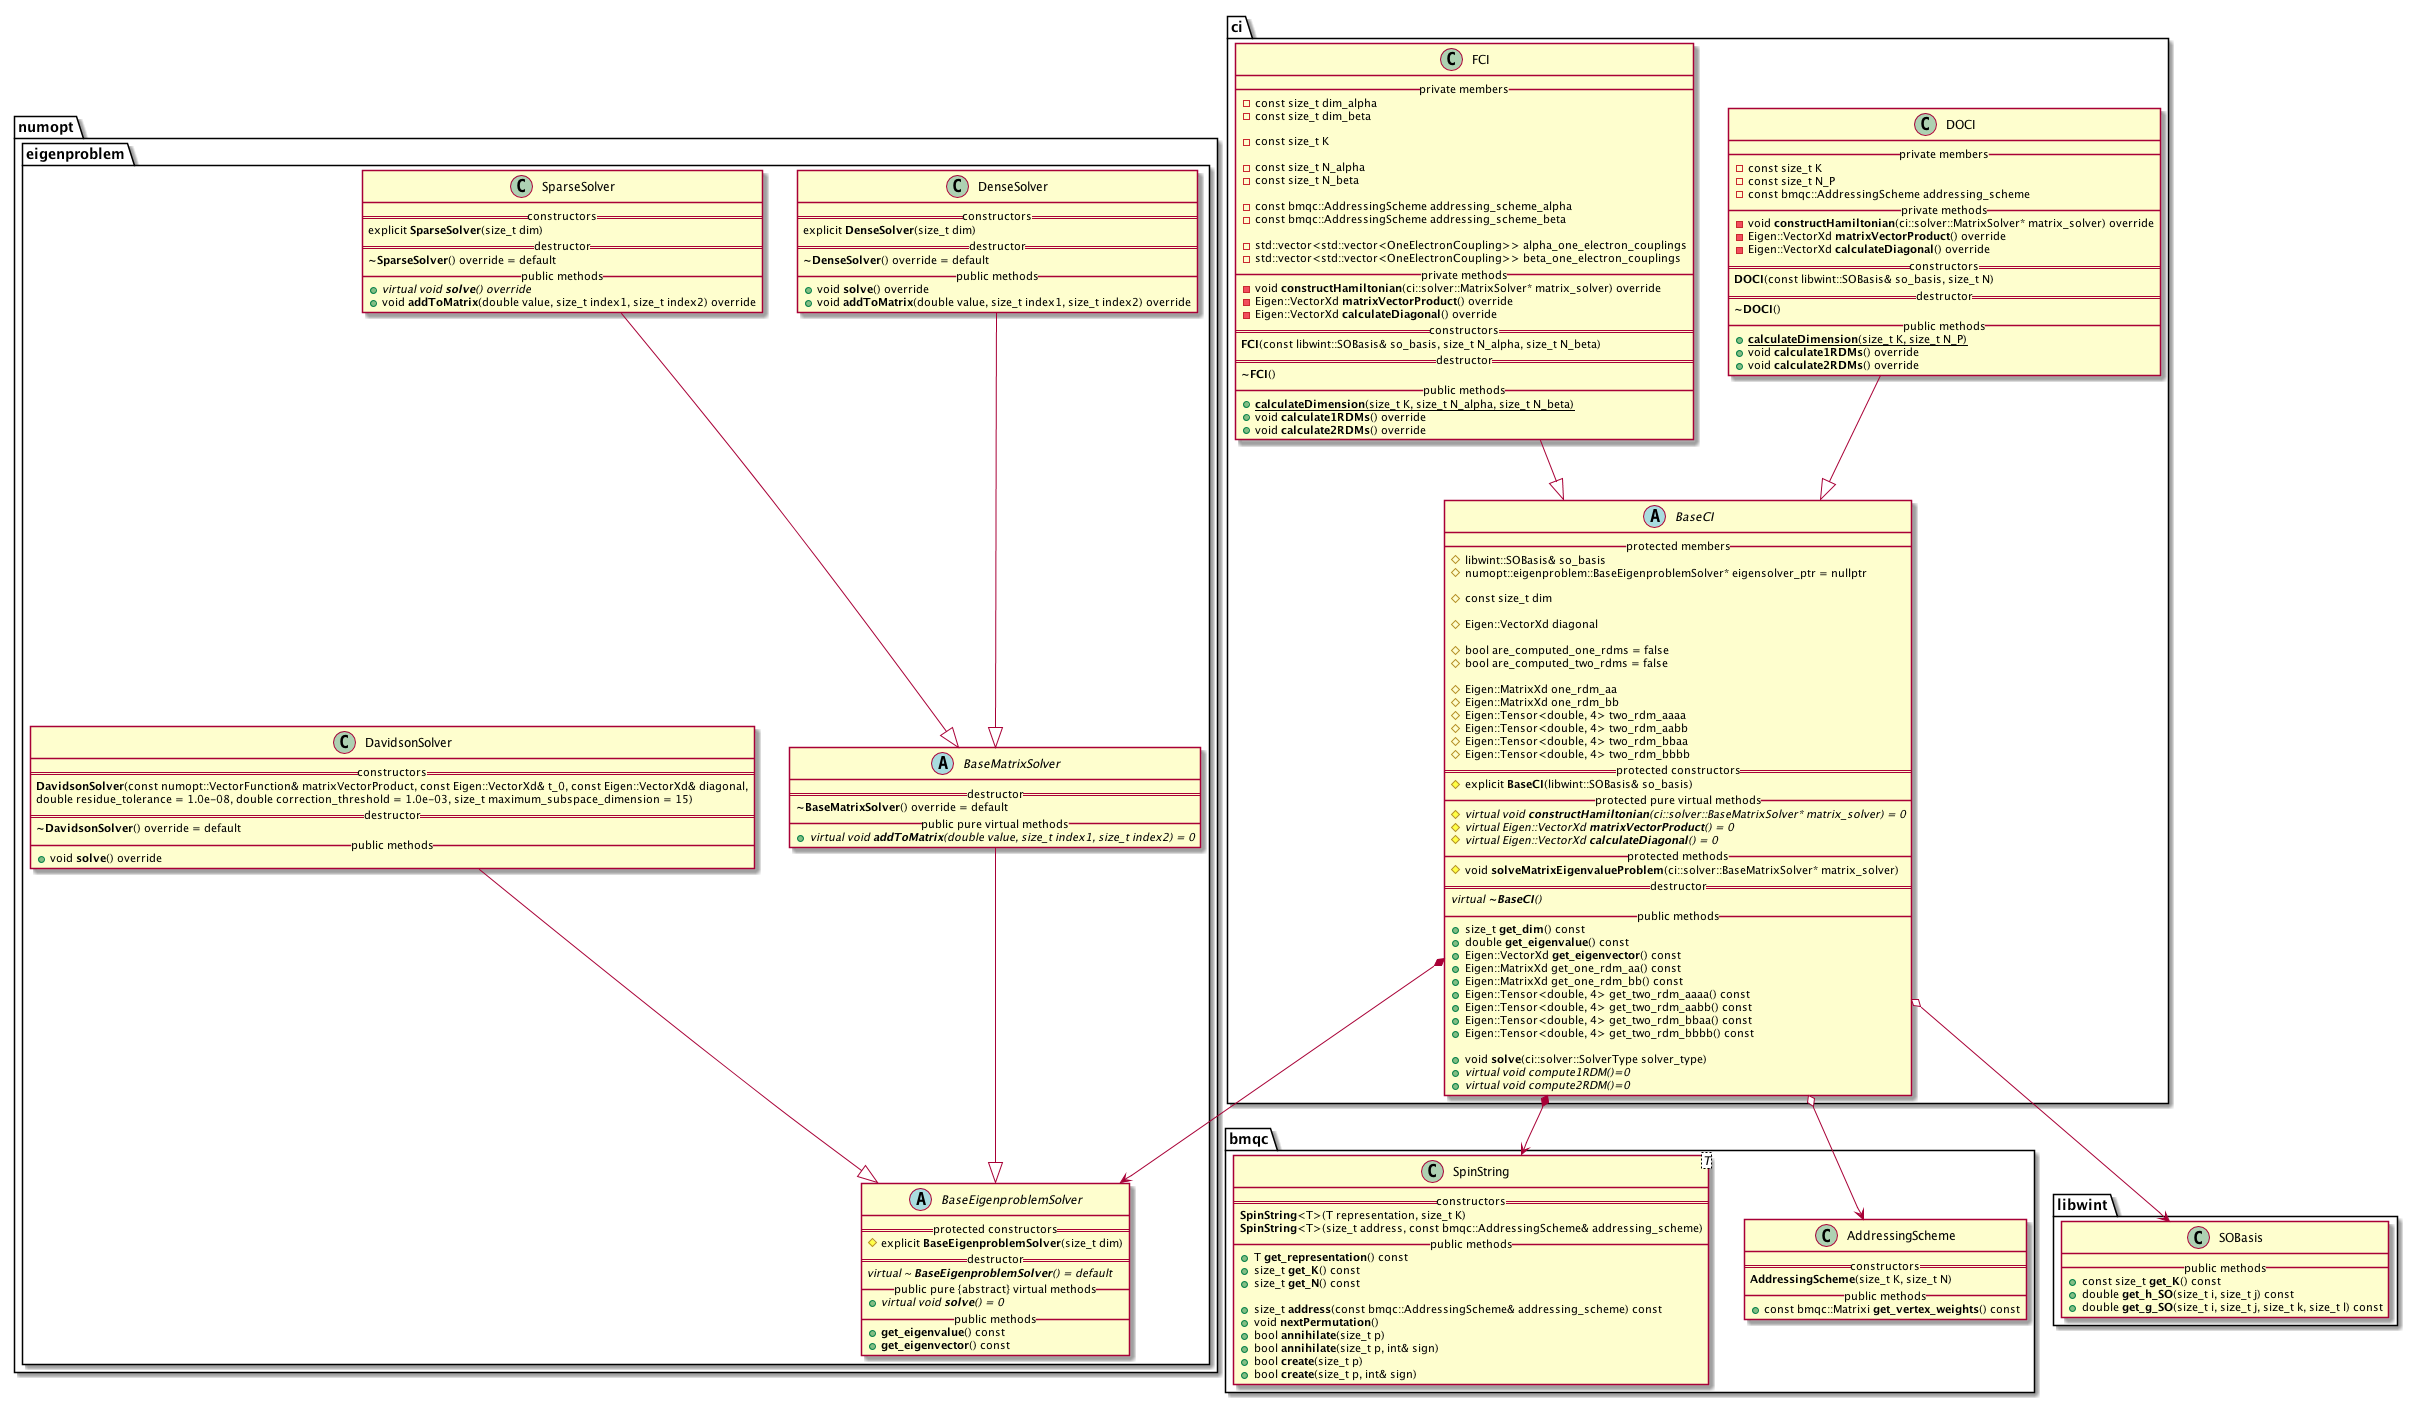 numopt
eigenproblem
SparseSolver
constructors
explicit SparseSolver(size_t dim)
destructor
~SparseSolver() override = default
public methods
virtual void solve() override
void addToMatrix(double value, size_t index1, size_t index2) override
DenseSolver
constructors
explicit DenseSolver(size_t dim)
destructor
~DenseSolver() override = default
public methods
void solve() override
void addToMatrix(double value, size_t index1, size_t index2) override
DavidsonSolver
constructors
DavidsonSolver(const numopt::VectorFunction& matrixVectorProduct, const Eigen::VectorXd& t_0, const Eigen::VectorXd& diagonal,
double residue_tolerance = 1.0e-08, double correction_threshold = 1.0e-03, size_t maximum_subspace_dimension = 15)
destructor
~DavidsonSolver() override = default
public methods
void solve() override
BaseMatrixSolver
destructor
~BaseMatrixSolver() override = default
public pure virtual methods
virtual void addToMatrix(double value, size_t index1, size_t index2) = 0
BaseEigenproblemSolver
protected constructors
explicit BaseEigenproblemSolver(size_t dim)
destructor
virtual ~ BaseEigenproblemSolver() = default
public pure {abstract} virtual methods
virtual void solve() = 0
public methods
get_eigenvalue() const
get_eigenvector() const
ci
FCI
private members
const size_t dim_alpha
const size_t dim_beta
const size_t K
const size_t N_alpha
const size_t N_beta
const bmqc::AddressingScheme addressing_scheme_alpha
const bmqc::AddressingScheme addressing_scheme_beta
std::vector<std::vector<OneElectronCoupling>> alpha_one_electron_couplings
std::vector<std::vector<OneElectronCoupling>> beta_one_electron_couplings
private methods
void constructHamiltonian(ci::solver::MatrixSolver* matrix_solver) override
Eigen::VectorXd matrixVectorProduct() override
Eigen::VectorXd calculateDiagonal() override
constructors
FCI(const libwint::SOBasis& so_basis, size_t N_alpha, size_t N_beta)
destructor
~FCI()
public methods
calculateDimension(size_t K, size_t N_alpha, size_t N_beta)
void calculate1RDMs() override
void calculate2RDMs() override
DOCI
private members
const size_t K
const size_t N_P
const bmqc::AddressingScheme addressing_scheme
private methods
void constructHamiltonian(ci::solver::MatrixSolver* matrix_solver) override
Eigen::VectorXd matrixVectorProduct() override
Eigen::VectorXd calculateDiagonal() override
constructors
DOCI(const libwint::SOBasis& so_basis, size_t N)
destructor
~DOCI()
public methods
calculateDimension(size_t K, size_t N_P)
void calculate1RDMs() override
void calculate2RDMs() override
BaseCI
protected members
libwint::SOBasis& so_basis
numopt::eigenproblem::BaseEigenproblemSolver* eigensolver_ptr = nullptr
const size_t dim
Eigen::VectorXd diagonal
bool are_computed_one_rdms = false
bool are_computed_two_rdms = false
Eigen::MatrixXd one_rdm_aa
Eigen::MatrixXd one_rdm_bb
Eigen::Tensor<double, 4> two_rdm_aaaa
Eigen::Tensor<double, 4> two_rdm_aabb
Eigen::Tensor<double, 4> two_rdm_bbaa
Eigen::Tensor<double, 4> two_rdm_bbbb
protected constructors
explicit BaseCI(libwint::SOBasis& so_basis)
protected pure virtual methods
virtual void constructHamiltonian(ci::solver::BaseMatrixSolver* matrix_solver) = 0
virtual Eigen::VectorXd matrixVectorProduct() = 0
virtual Eigen::VectorXd calculateDiagonal() = 0
protected methods
void solveMatrixEigenvalueProblem(ci::solver::BaseMatrixSolver* matrix_solver)
destructor
virtual ~BaseCI()
public methods
size_t get_dim() const
double get_eigenvalue() const
Eigen::VectorXd get_eigenvector() const
Eigen::MatrixXd get_one_rdm_aa() const
Eigen::MatrixXd get_one_rdm_bb() const
Eigen::Tensor<double, 4> get_two_rdm_aaaa() const
Eigen::Tensor<double, 4> get_two_rdm_aabb() const
Eigen::Tensor<double, 4> get_two_rdm_bbaa() const
Eigen::Tensor<double, 4> get_two_rdm_bbbb() const
void solve(ci::solver::SolverType solver_type)
virtual void compute1RDM()=0
virtual void compute2RDM()=0
bmqc
SpinString
T
constructors
SpinString<T>(T representation, size_t K)
SpinString<T>(size_t address, const bmqc::AddressingScheme& addressing_scheme)
public methods
T get_representation() const
size_t get_K() const
size_t get_N() const
size_t address(const bmqc::AddressingScheme& addressing_scheme) const
void nextPermutation()
bool annihilate(size_t p)
bool annihilate(size_t p, int& sign)
bool create(size_t p)
bool create(size_t p, int& sign)
AddressingScheme
constructors
AddressingScheme(size_t K, size_t N)
public methods
const bmqc::Matrixi get_vertex_weights() const
libwint
SOBasis
public methods
const size_t get_K() const
double get_h_SO(size_t i, size_t j) const
double get_g_SO(size_t i, size_t j, size_t k, size_t l) const